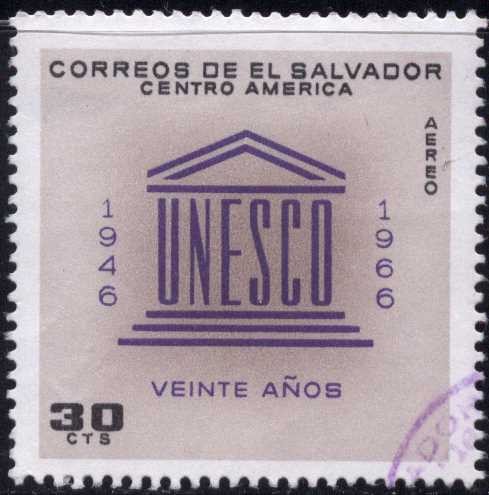 CORREOS DE EL SALVADOR
CENTRO AMERICA
AEREO
1946
UNESCO
1966
VEINTE AÑOS
30
CTS